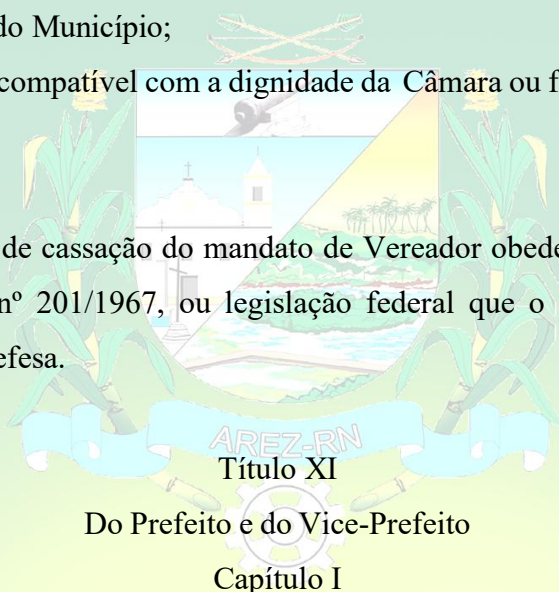 do Município;
compatível com a dignidade da Câmara ou f
de cassação do mandato de Vereador obede
nº 201/1967, ou legislação federal que o
efesa.
AREZ-RN
Título XI
Do Prefeito e do Vice-Prefeito
Capítulo I